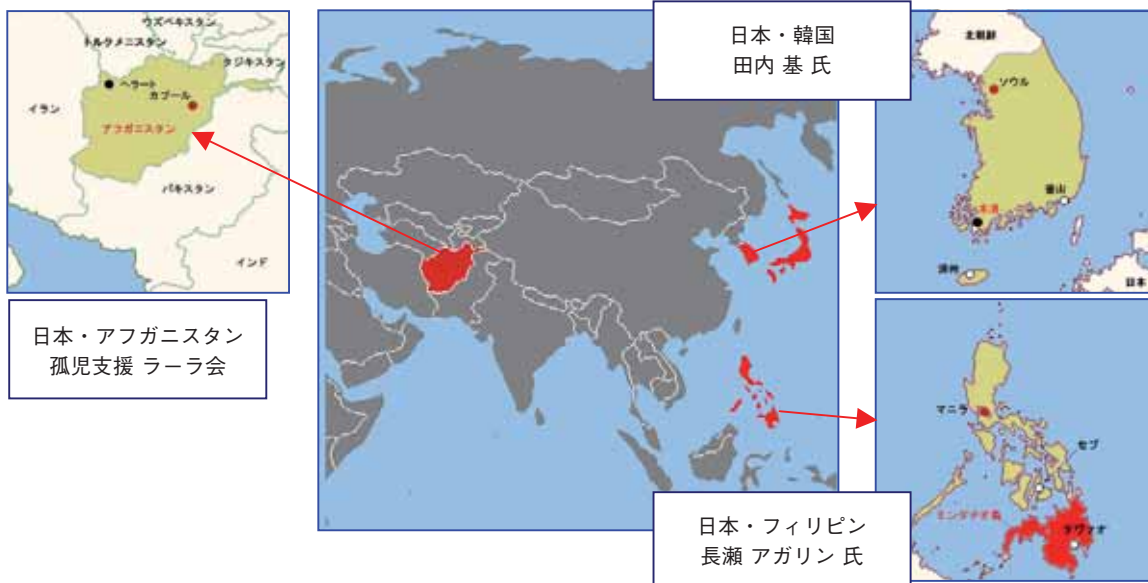 ウズベキスタン
トルクメニスタン
タジキスタン
ヘラート
カブール
イラン
アフガニスタン
パキスタン
インド
日本・アフガニスタン
孤児支援 ラーラ会
日本・韓国
田内 基 氏
北朝鮮
ソウル
釜山
木浦
済州
日本
マニラ
セブ
ミンダナオ島
ダヴァオ
日本・フィリピン
長瀬 アガリン 氏